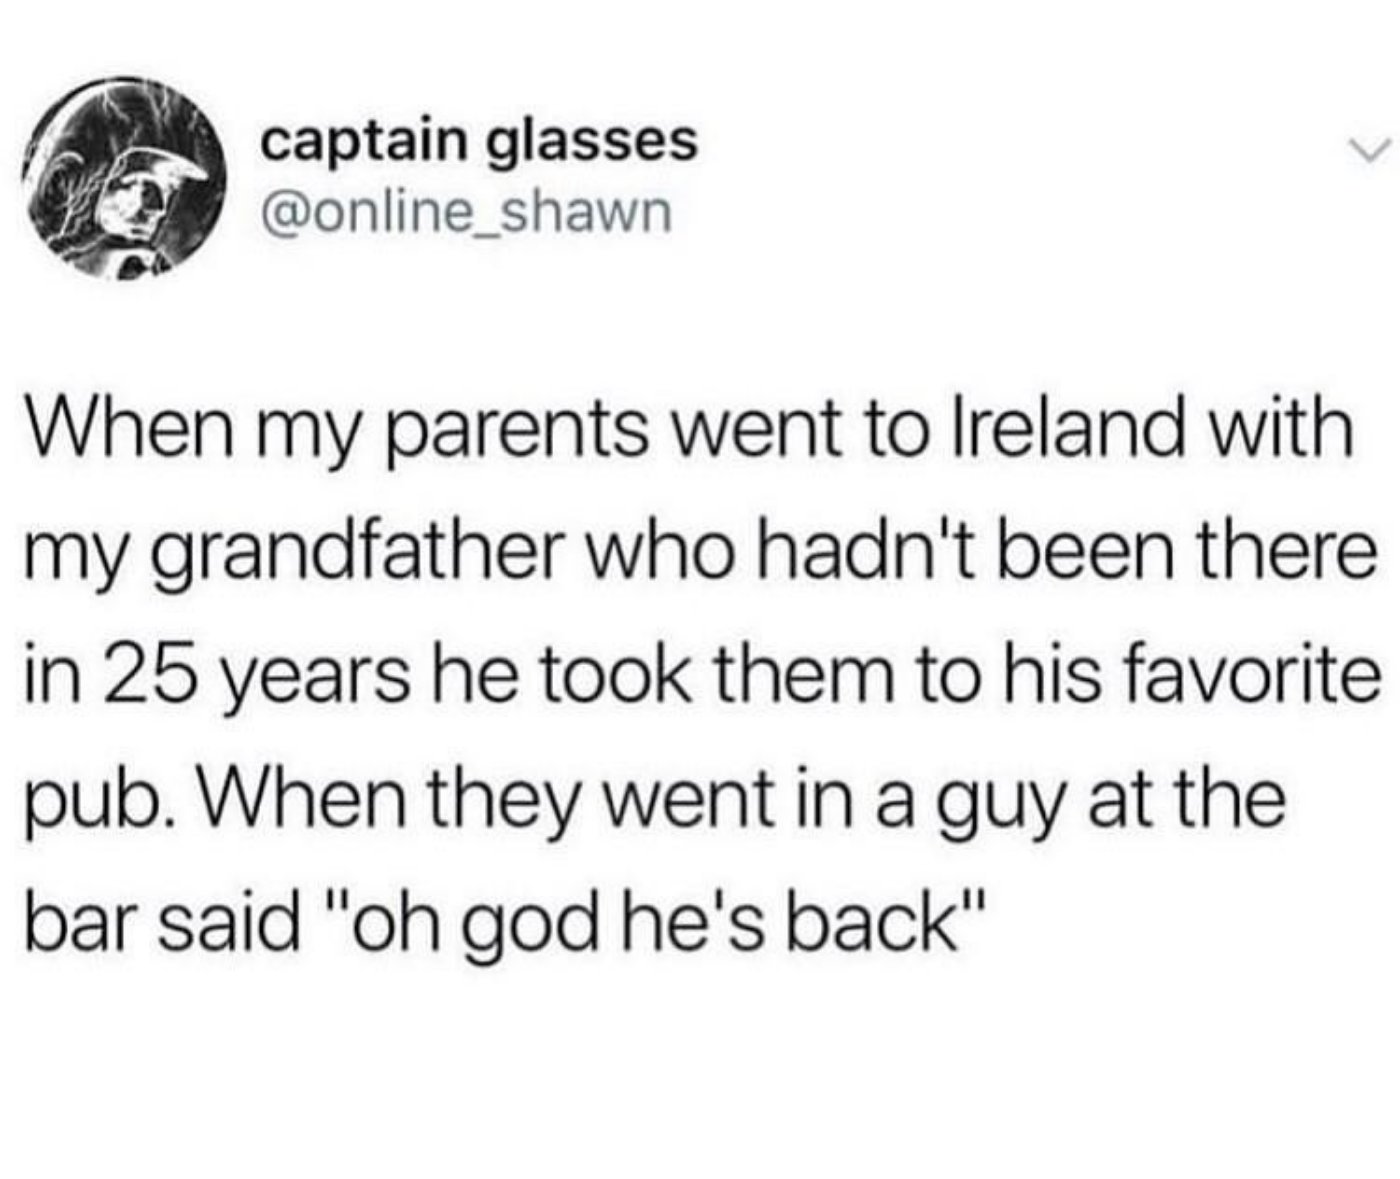 captain glasses
@online_shawn
When my parents went to Ireland with
my grandfather who hadn't been there
in 25 years he took them to his favorite
pub. When they went in a guy at the
bar said "oh god he's back"